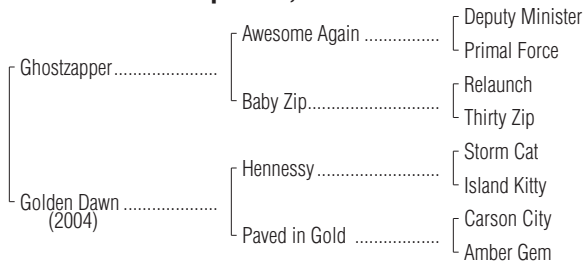 Deputy Minister
Awesome Again ..................
Primal Force
Ghostzapper.........................
Relaunch
Baby Zip..............................
Thirty Zip
Storm Cat
Hennessy ............................
Island Kitty
Golden Dawn ......................
(2004)
Carson City
Paved in Gold ....................
Amber Gem